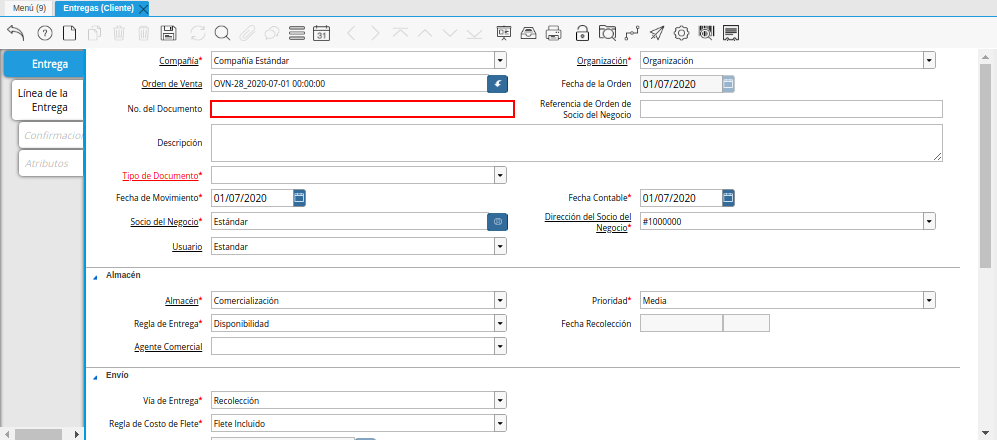 Menú (9) Entregas (Cliente)
Entrega
Línea de la
Entrega
Confirmacio
Atributos
31
Compañía* Compañía Estándar Organización* Organización
Orden de Venta OVN-28_2020-07-01 00:00:00 Fecha de la Orden 01/07/2020
No. del Documento Referencia de Orden de
Socio del Negocio
Descripción
Tipo de Documento*
Fecha de Movimiento* 01/07/2020 Fecha Contable* 01/07/2020
Socio del Negocio* Estándar Dirección del Socio del
Negocio* #1000000
Usuario Estandar
Almacén
Almacén* Comercialización Prioridad* Media
Regla de Entrega* Disponibilidad Fecha Recolección
Agente Comercial
Envío
Vía de Entrega* Recolección
Regla de Costo de Flete* Flete Incluido